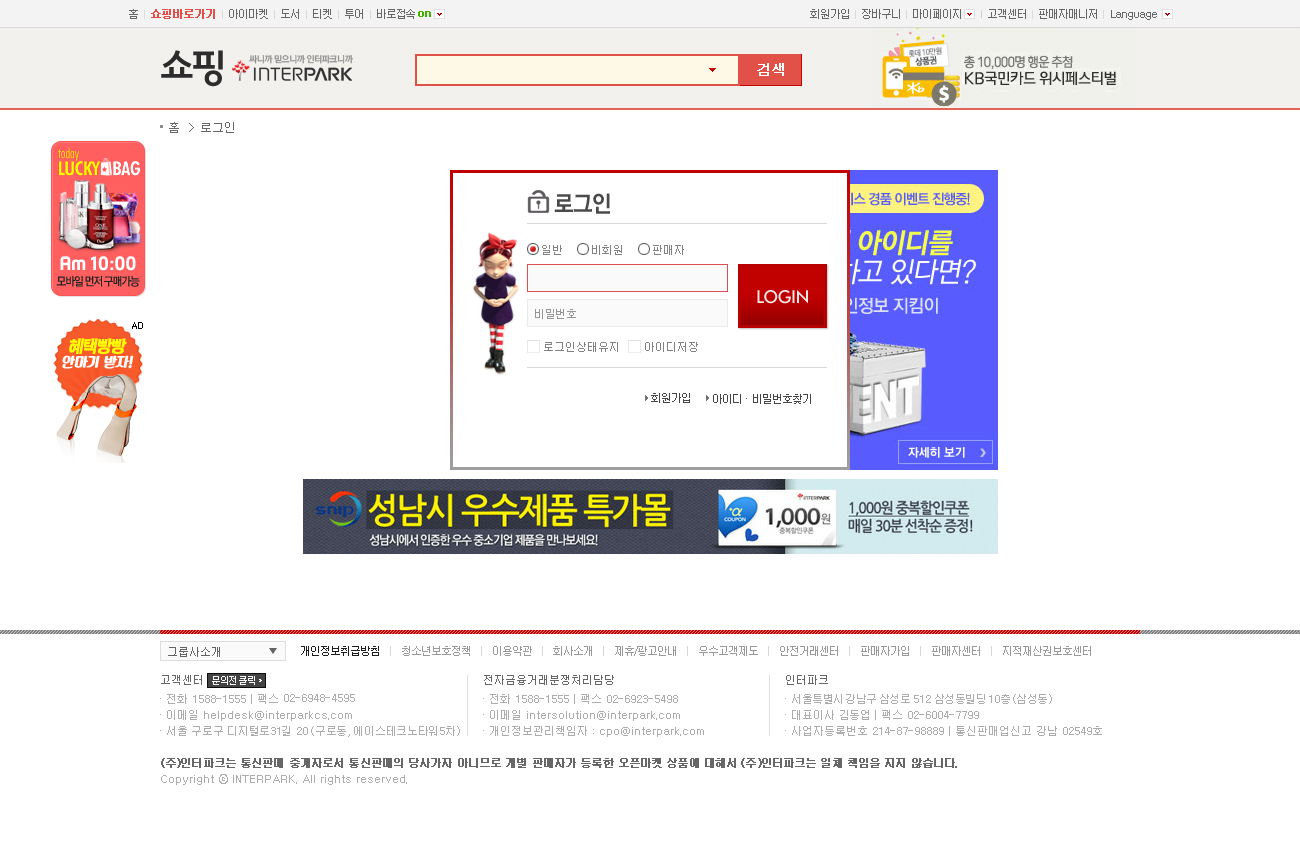 홈 쇼핑바로가기 아이마켓 도서 티켓 투어 바로접속 on 회원가입 장바구니 마이페이지 고객센터 판매자매니저 Language
쇼핑 싸니까 믿으니까 인터파크니까 INTERPARK 검색
롯데 10만원 상품권
총 10,000명 행운 추첨
KB국민카드 위시페스티벌
홈 > 로그인
today
LUCKY BAG
Am 10:00
모바일 먼저 구매가능
AD
혜택빵빵
안마기 받자!
로그인
일반 비회원 판매자
LOGIN
비밀번호
로그인상태유지 아이디저장
회원가입 아이디 · 비밀번호찾기
스 경품 이벤트 진행중!
아이디를
하고 있다면?
인정보 지킴이
ENT
자세히 보기 >
snip 성남시 우수제품 특가몰
성남시에서 인증한 우수 중소기업 제품을 만나보세요!
INTERPARK
COUPON 1,000원
중복할인쿠폰
1,000원 중복할인쿠폰
매일 30분 선착순 증정!
그룹사소개 개인정보취급방침 청소년보호정책 이용약관 회사소개 제휴/광고안내 우수고객제도 안전거래센터 판매자가입 판매자센터 지적재산권보호센터
고객센터 문의전 클릭
· 전화 1588-1555 | 팩스 02-6948-4595
· 이메일 helpdesk@interparkcs.com
· 서울 구로구 디지털로31길 20 (구로동, 에이스테크노타워5차)
전자금융거래분쟁처리담당
· 전화 1588-1555 | 팩스 02-6923-5498
· 이메일 intersolution@interpark.com
· 개인정보관리책임자 : cpo@interpark.com
인터파크
· 서울특별시 강남구 삼성로 512 삼성동빌딩 10층 (삼성동)
· 대표이사 김동업 | 팩스 02-6004-7799
· 사업자등록번호 214-87-98889 | 통신판매업신고 강남 02549호
(주)인터파크는 통신판매 중개자로서 통신판매의 당사가자 아니므로 개별 판매자가 등록한 오픈마켓 상품에 대해서 (주)인터파크는 일체 책임을 지지 않습니다.
Copyright ⓒ INTERPARK. All rights reserved.